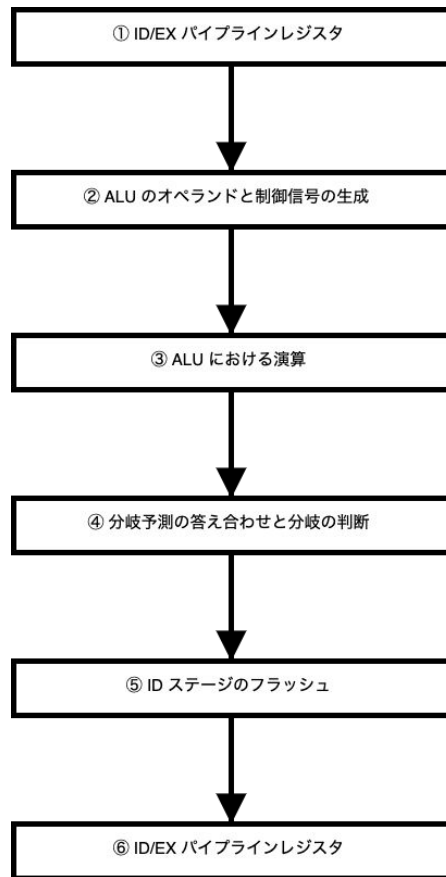 ① ID/EX パイプラインレジスタ
② ALU のオペランドと制御信号の生成
③ ALU における演算
④ 分岐予測の答え合わせと分岐の判断
⑤ ID ステージのフラッシュ
⑥ ID/EX パイプラインレジスタ